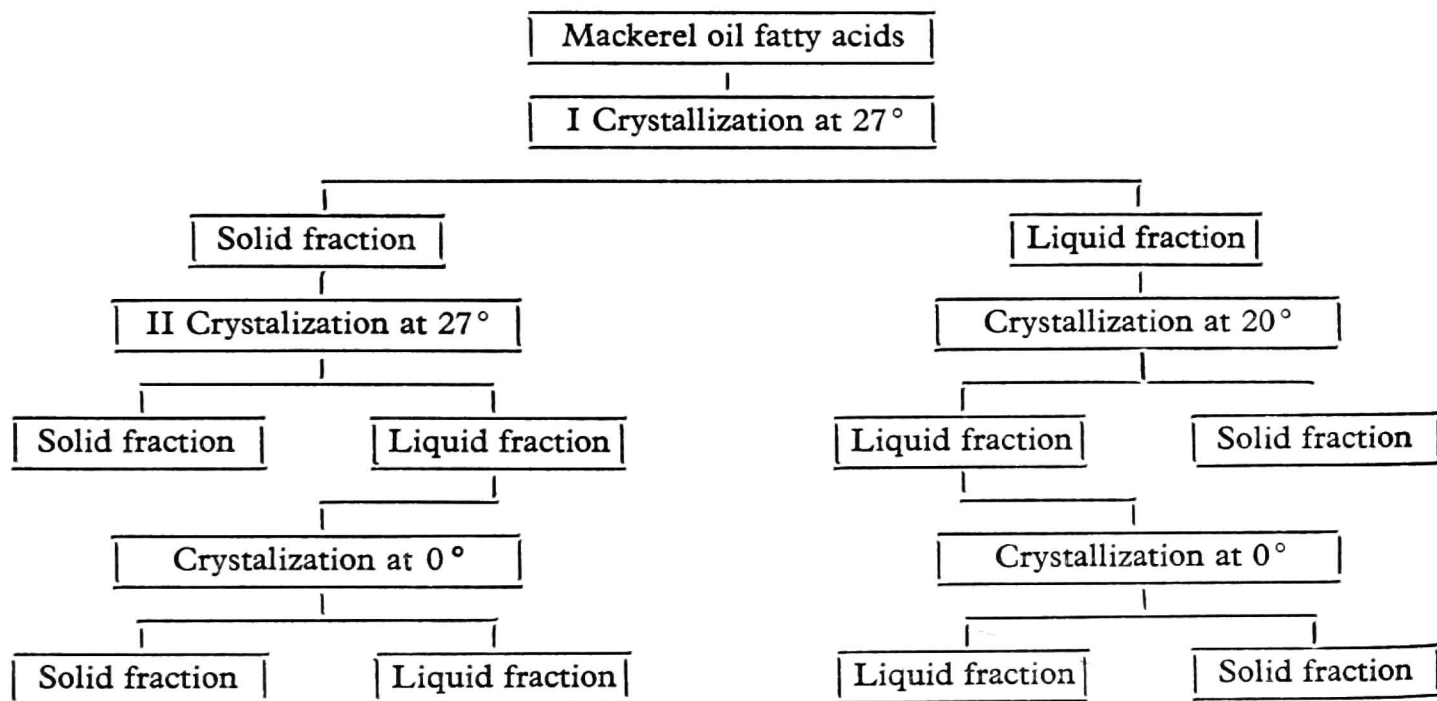 Mackerel oil fatty acids
I Crystallization at 27°
Solid fraction
Liquid fraction
II Crystalization at 27°
Crystallization at 20°
Solid fraction
Liquid fraction
Liquid fraction
Solid fraction
Crystalization at 0°
Crystallization at 0°
Solid fraction
Liquid fraction
Liquid fraction
Solid fraction